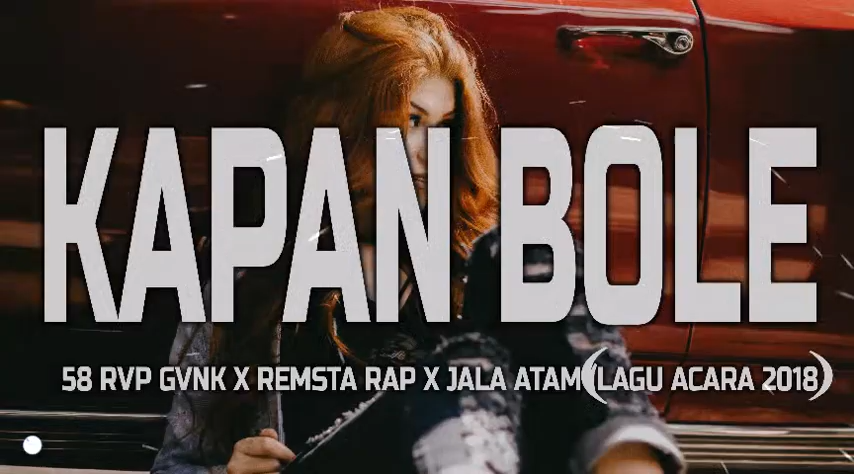 KAPAN BOLE
58 RVP GVNK X REMSTA RAP X JALA ATAM (LAGU ACARA 2018)